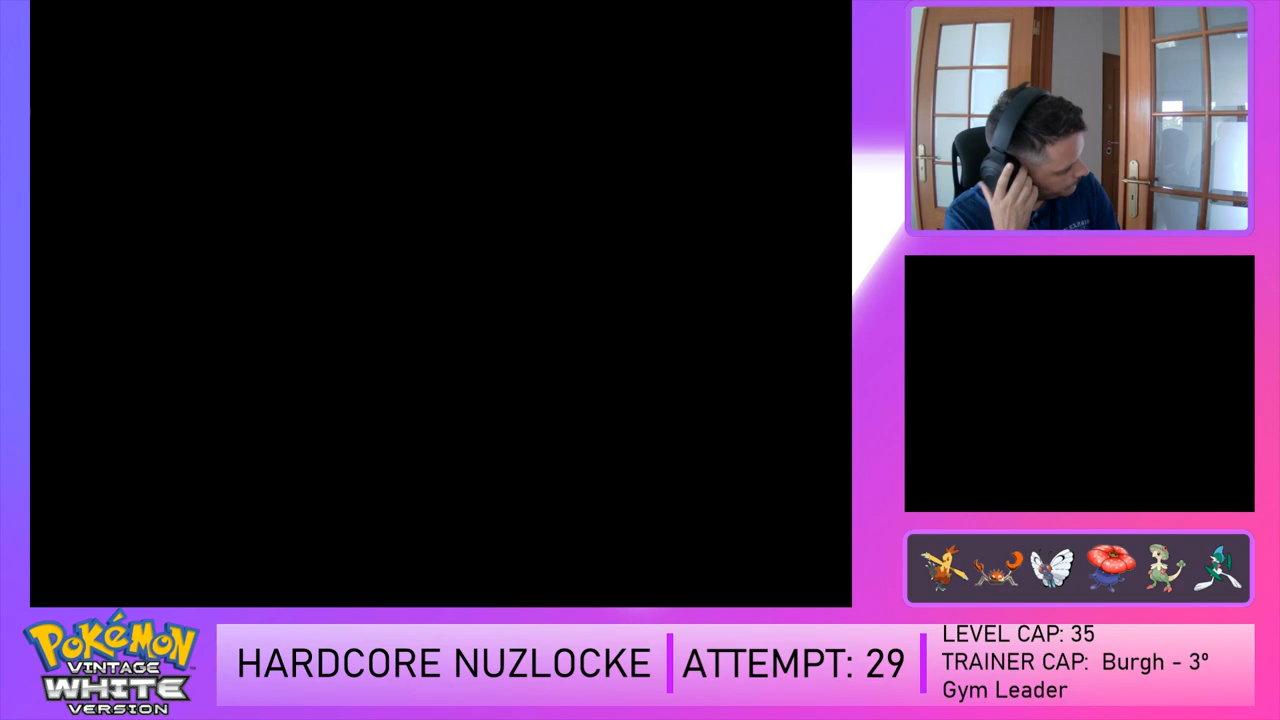 POKéMON
VINTAGE
WHITE
VERSION
HARDCORE NUZLOCKE
ATTEMPT: 29
LEVEL CAP: 35
TRAINER CAP: Burgh - 3º
Gym Leader